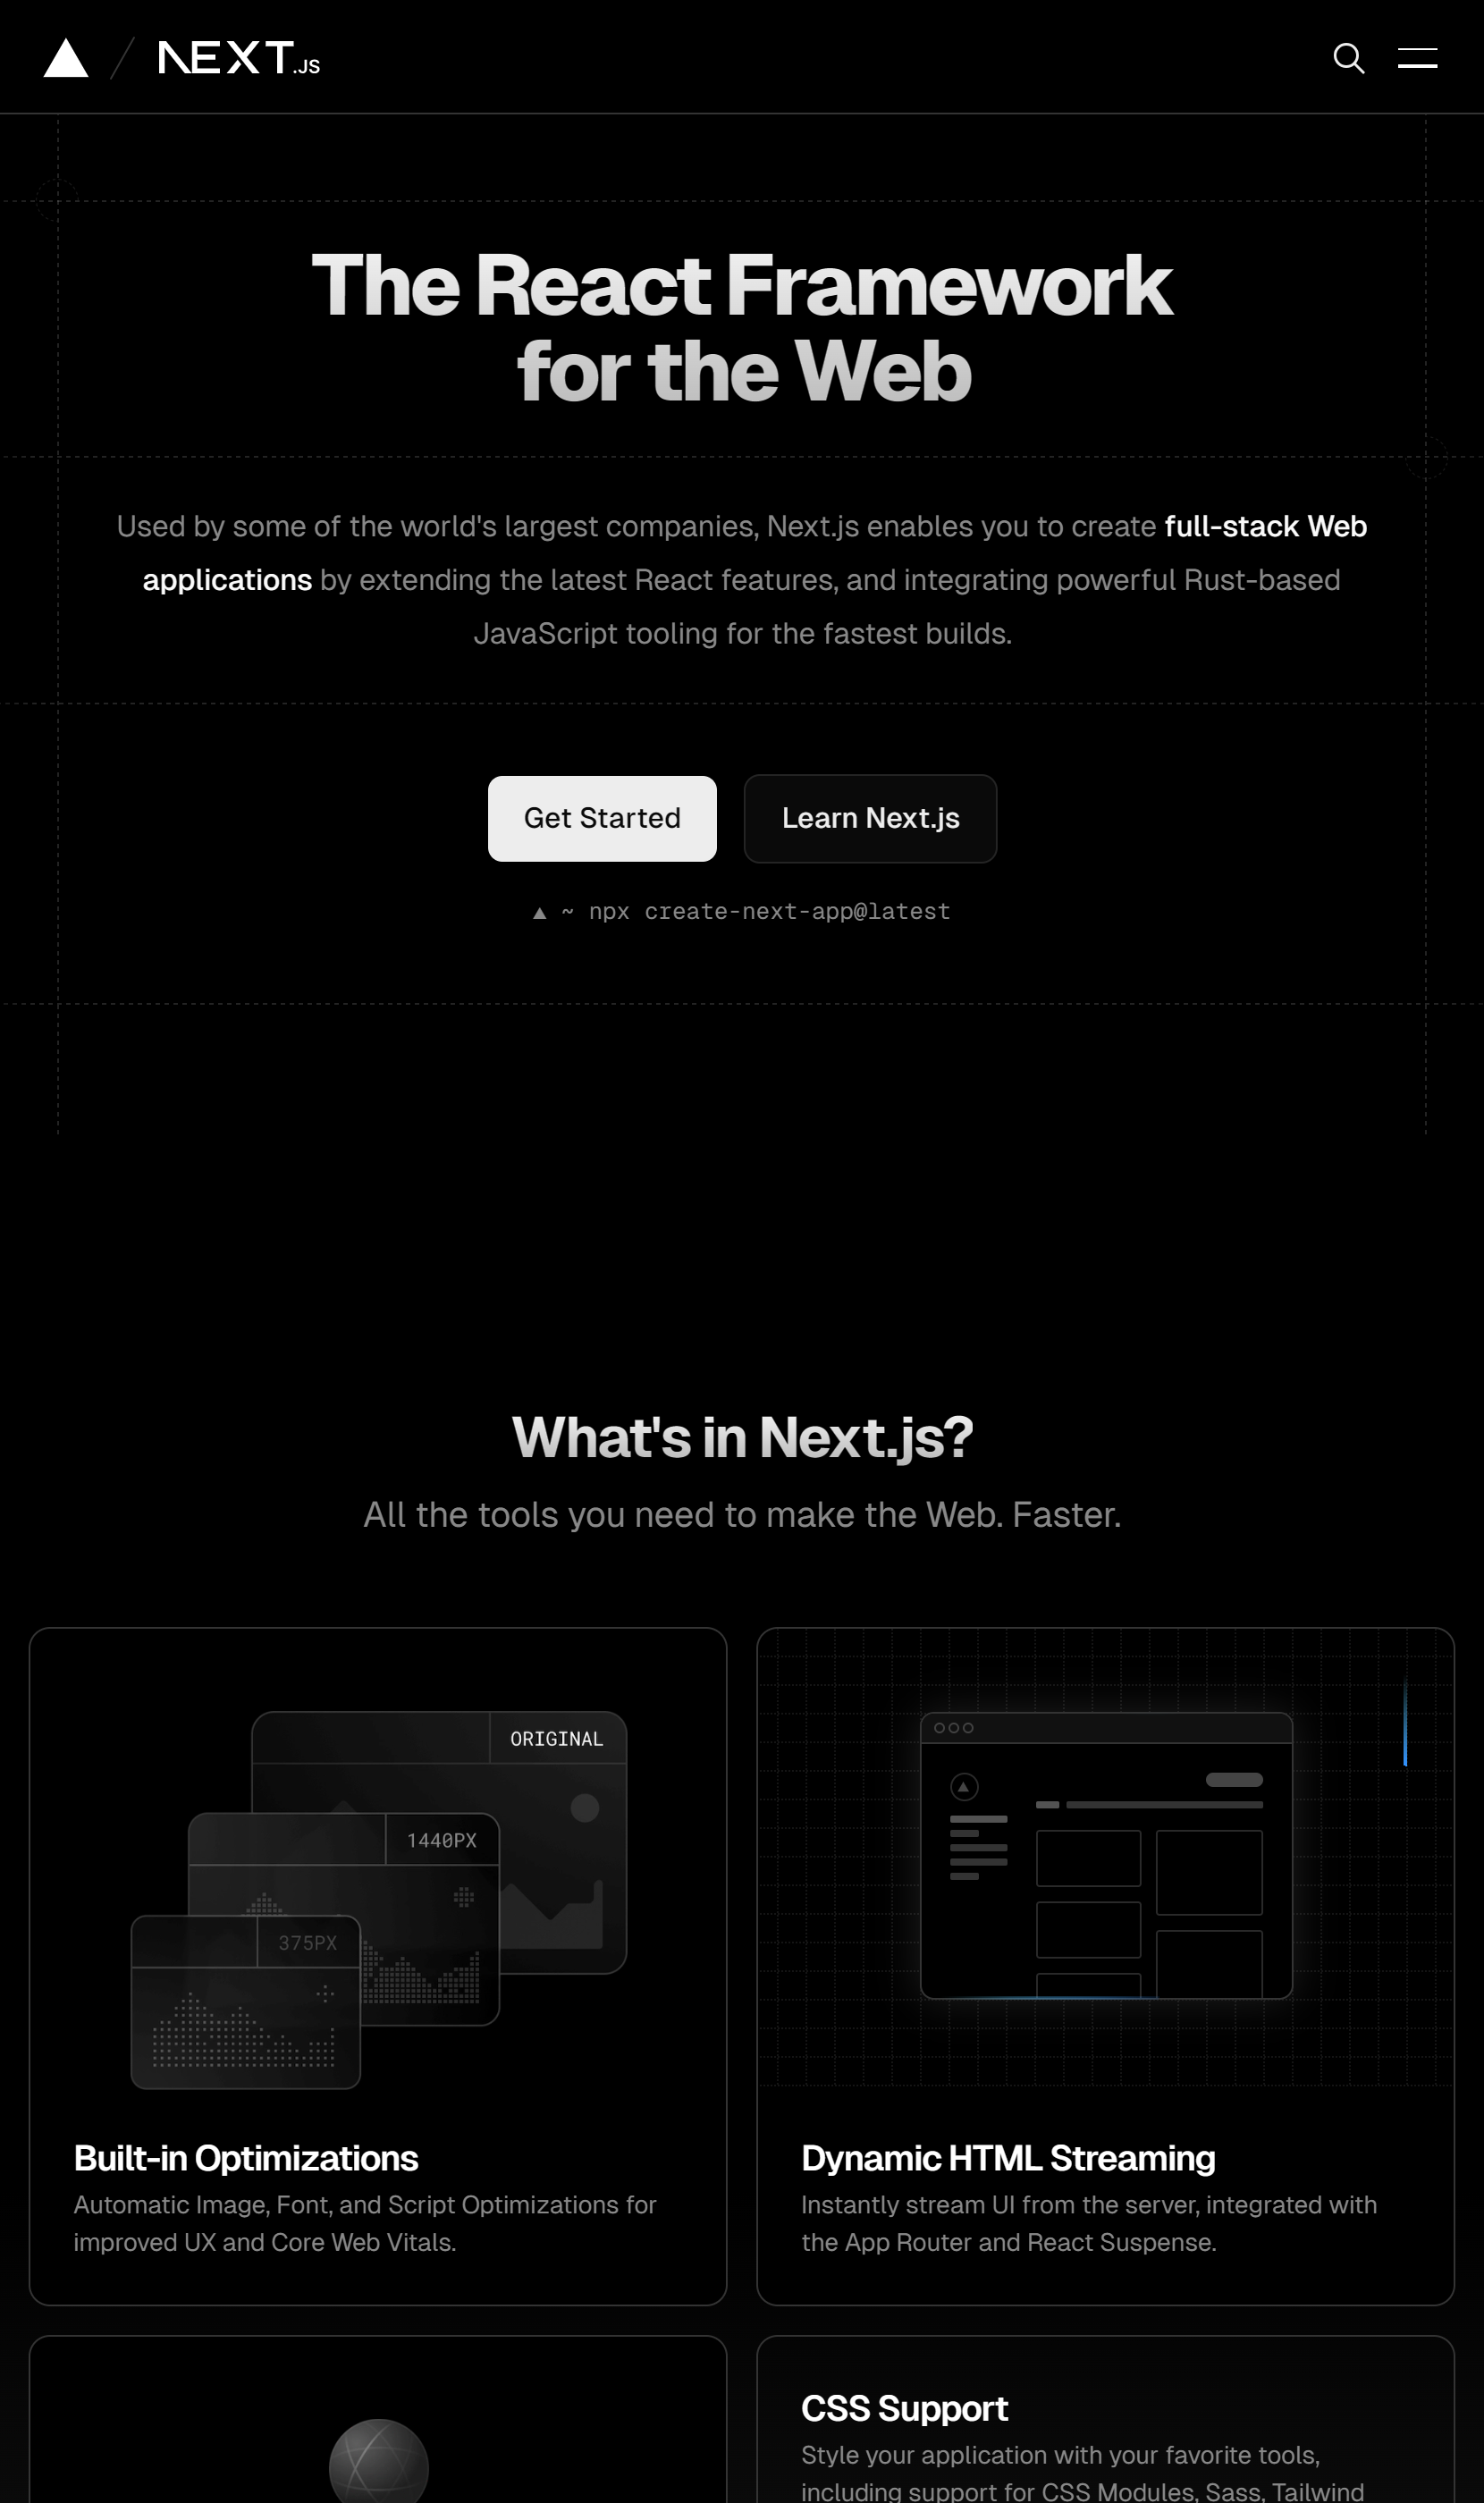 NEXT.JS
The React Framework
for the Web
Used by some of the world's largest companies, Next.js enables you to create full-stack Web
applications by extending the latest React features, and integrating powerful Rust-based
JavaScript tooling for the fastest builds.
Get Started
Learn Next.js
▲ ~ npx create-next-app@latest
What's in Next.js?
All the tools you need to make the Web. Faster.
ORIGINAL
1440PX
375PX
Built-in Optimizations
Automatic Image, Font, and Script Optimizations for
improved UX and Core Web Vitals.
Dynamic HTML Streaming
Instantly stream UI from the server, integrated with
the App Router and React Suspense.
CSS Support
Style your application with your favorite tools,
including support for CSS Modules, Sass, Tailwind